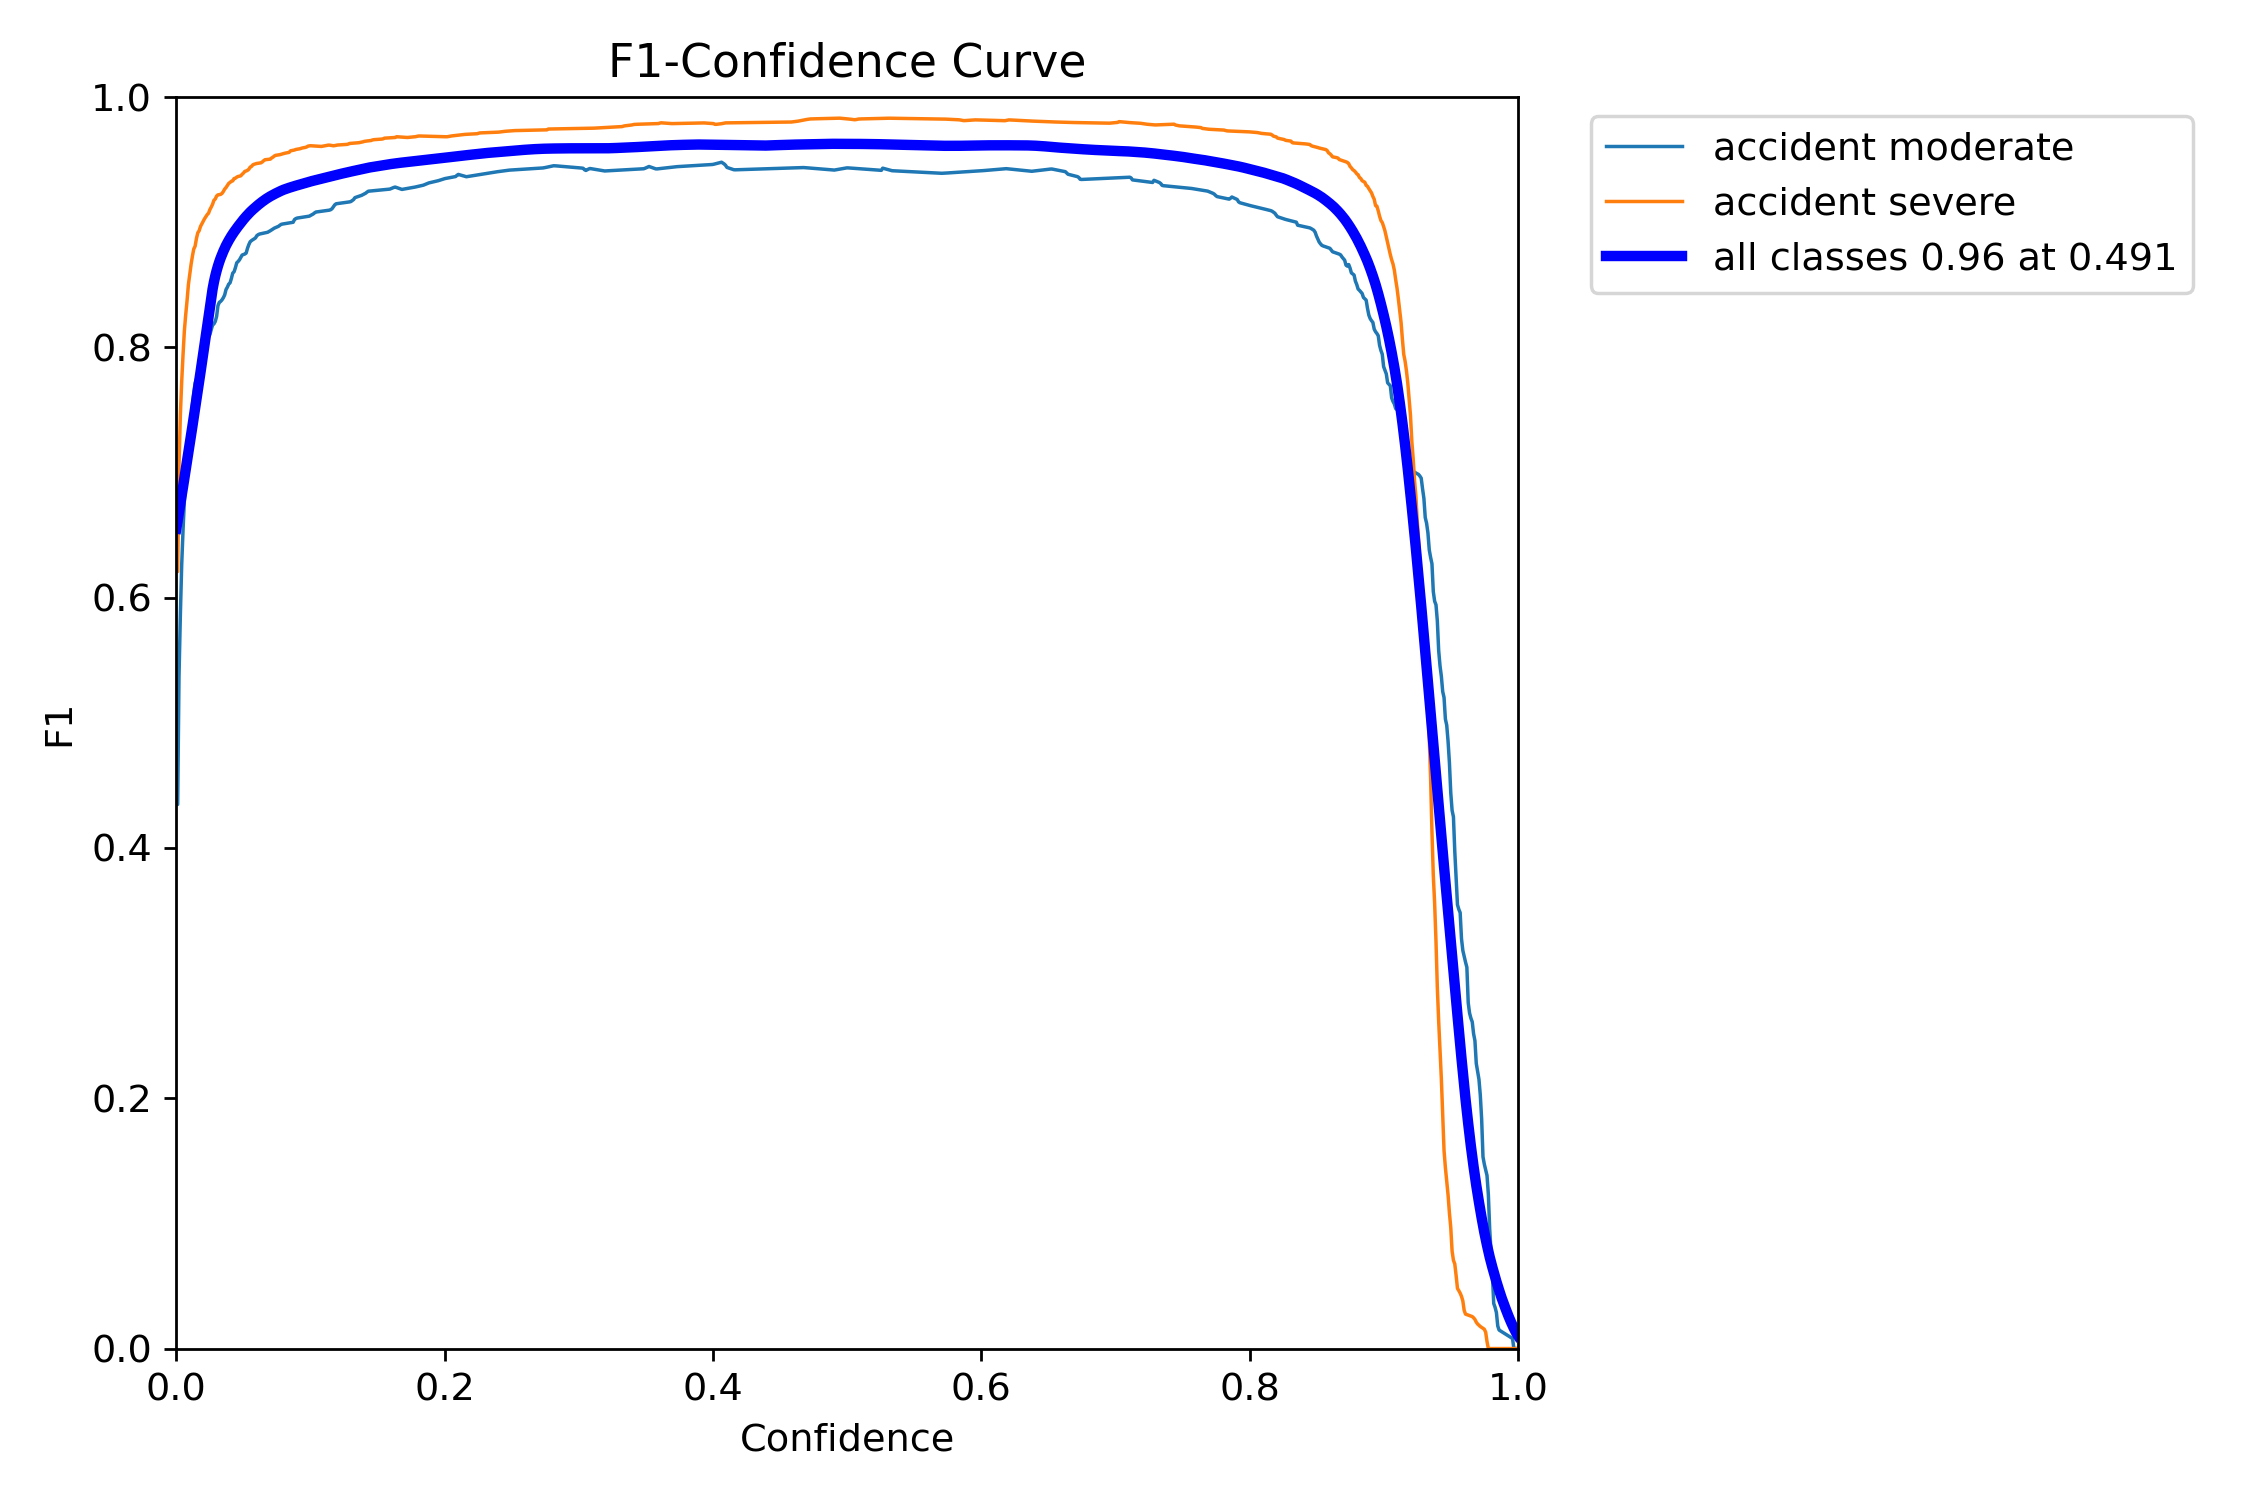 F1-Confidence Curve
accident moderate
accident severe
all classes 0.96 at 0.491
F1
1.0
0.8
0.6
0.4
0.2
0.0
0.0 0.2 0.4 0.6 0.8 1.0
Confidence